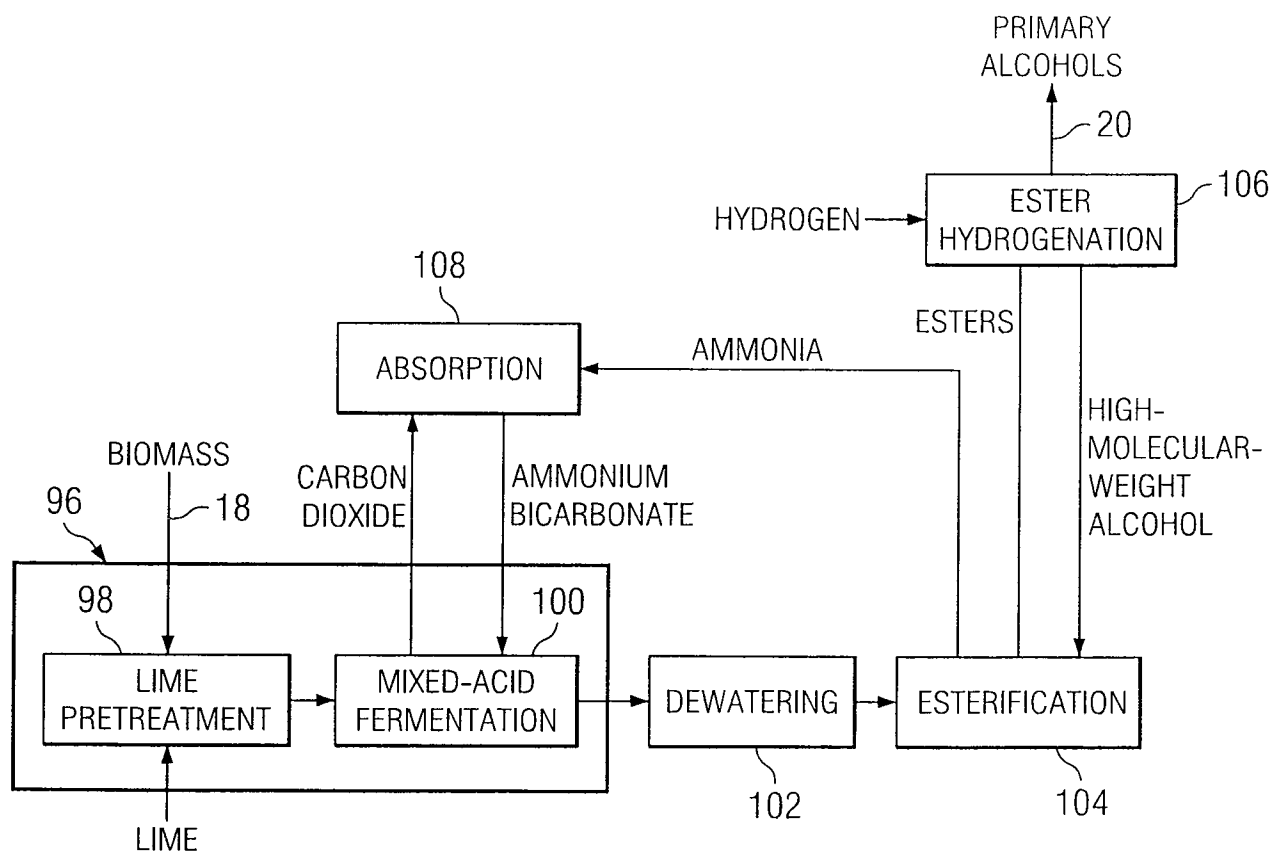 PRIMARY
ALCOHOLS
20
106
ESTER
HYDROGENATION
HYDROGEN
108
ESTERS
ABSORPTION
AMMONIA
HIGH-
MOLECULAR-
WEIGHT
ALCOHOL
BIOMASS
CARBON
DIOXIDE
AMMONIUM
BICARBONATE
96
18
98
100
LIME
PRETREATMENT
MIXED-ACID
FERMENTATION
DEWATERING
ESTERIFICATION
102
104
LIME